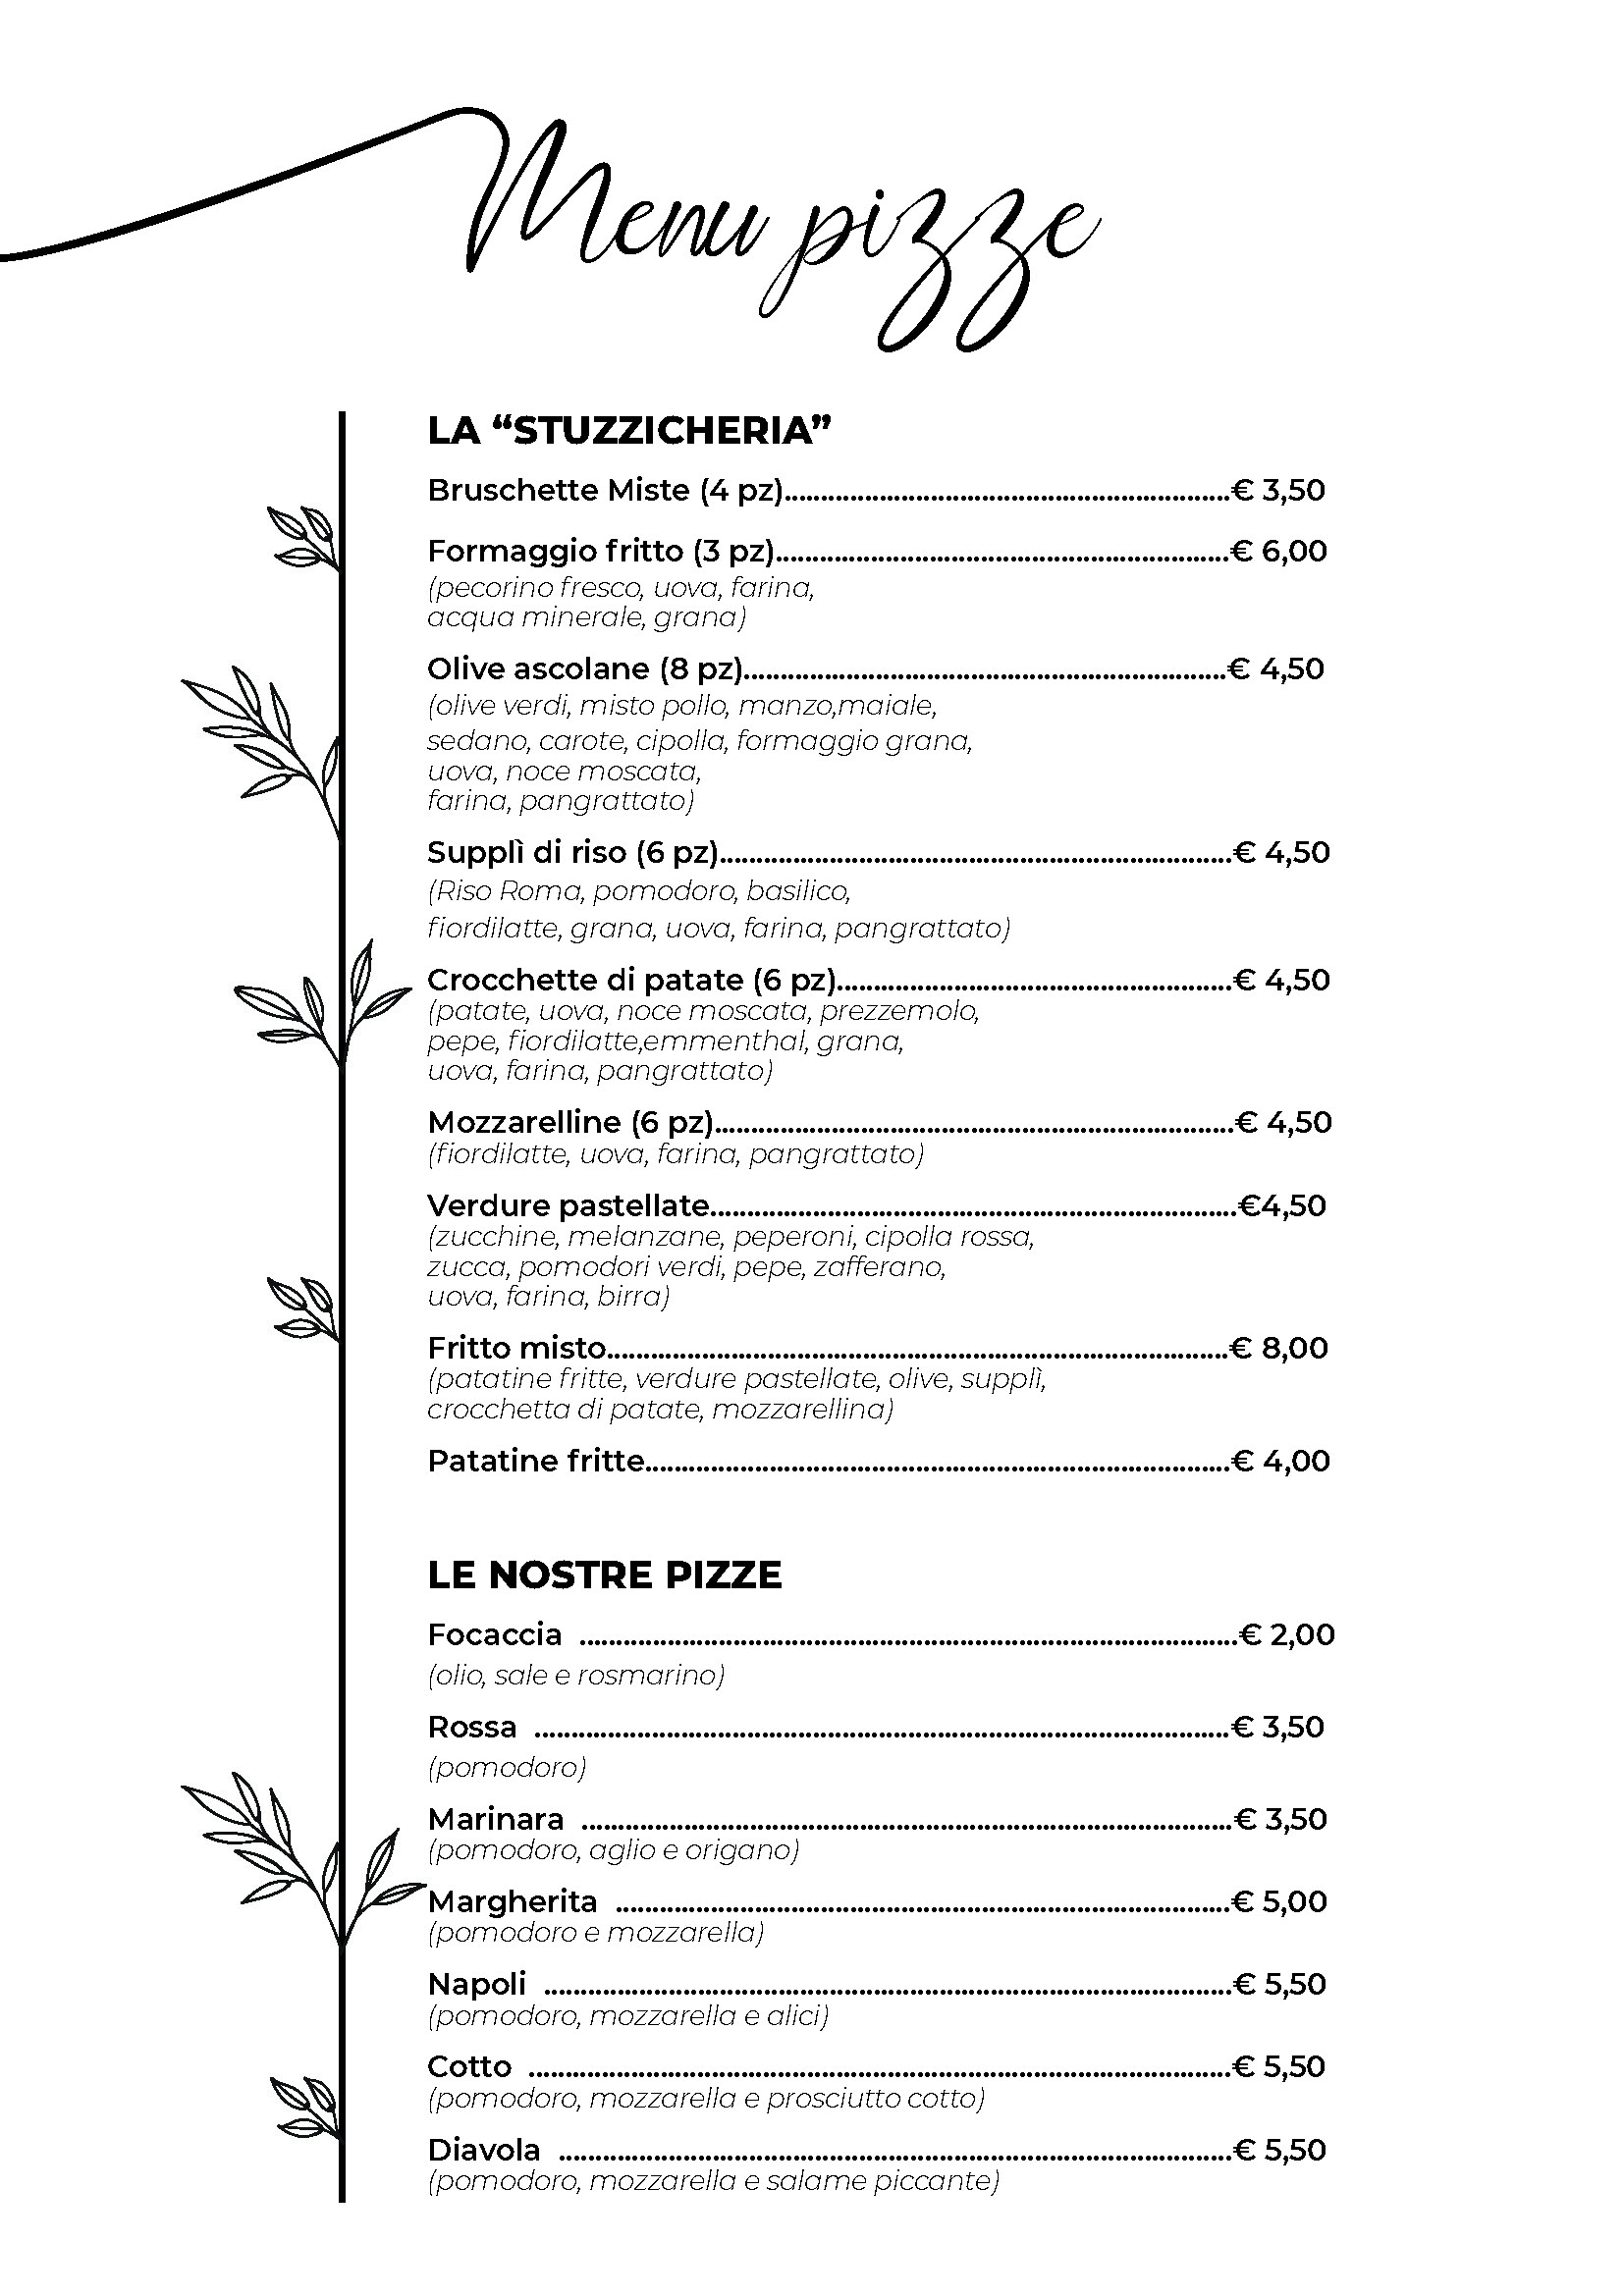 Menu pizze
LA “STUZZICHERIA”
Bruschette Miste (4 pz).............................................................€ 3,50
Formaggio fritto (3 pz)..............................................................€ 6,00
(pecorino fresco, uova, farina,
acqua minerale, grana)
Olive ascolane (8 pz)..................................................................€ 4,50
(olive verdi, misto pollo, manzo,maiale,
sedano, carote, cipolla, formaggio grana,
uova, noce moscata,
farina, pangrattato)
Supplì di riso (6 pz)......................................................................€ 4,50
(Riso Roma, pomodoro, basilico,
fiordilatte, grana, uova, farina, pangrattato)
Crocchette di patate (6 pz)......................................................€ 4,50
(patate, uova, noce moscata, prezzemolo,
pepe, fiordilatte,emmenthal, grana,
uova, farina, pangrattato)
Mozzarelline (6 pz).......................................................................€ 4,50
(fiordilatte, uova, farina, pangrattato)
Verdure pastellate........................................................................€4,50
(zucchine, melanzane, peperoni, cipolla rossa,
zucca, pomodori verdi, pepe, zafferano,
uova, farina, birra)
Fritto misto.....................................................................................€ 8,00
(patatine fritte, verdure pastellate, olive, supplì,
crocchetta di patate, mozzarellina)
Patatine fritte................................................................................€ 4,00
LE NOSTRE PIZZE
Focaccia ..........................................................................................€ 2,00
(olio, sale e rosmarino)
Rossa ...............................................................................................€ 3,50
(pomodoro)
Marinara .........................................................................................€ 3,50
(pomodoro, aglio e origano)
Margherita ....................................................................................€ 5,00
(pomodoro e mozzarella)
Napoli ..............................................................................................€ 5,50
(pomodoro, mozzarella e alici)
Cotto ................................................................................................€ 5,50
(pomodoro, mozzarella e prosciutto cotto)
Diavola ............................................................................................€ 5,50
(pomodoro, mozzarella e salame piccante)